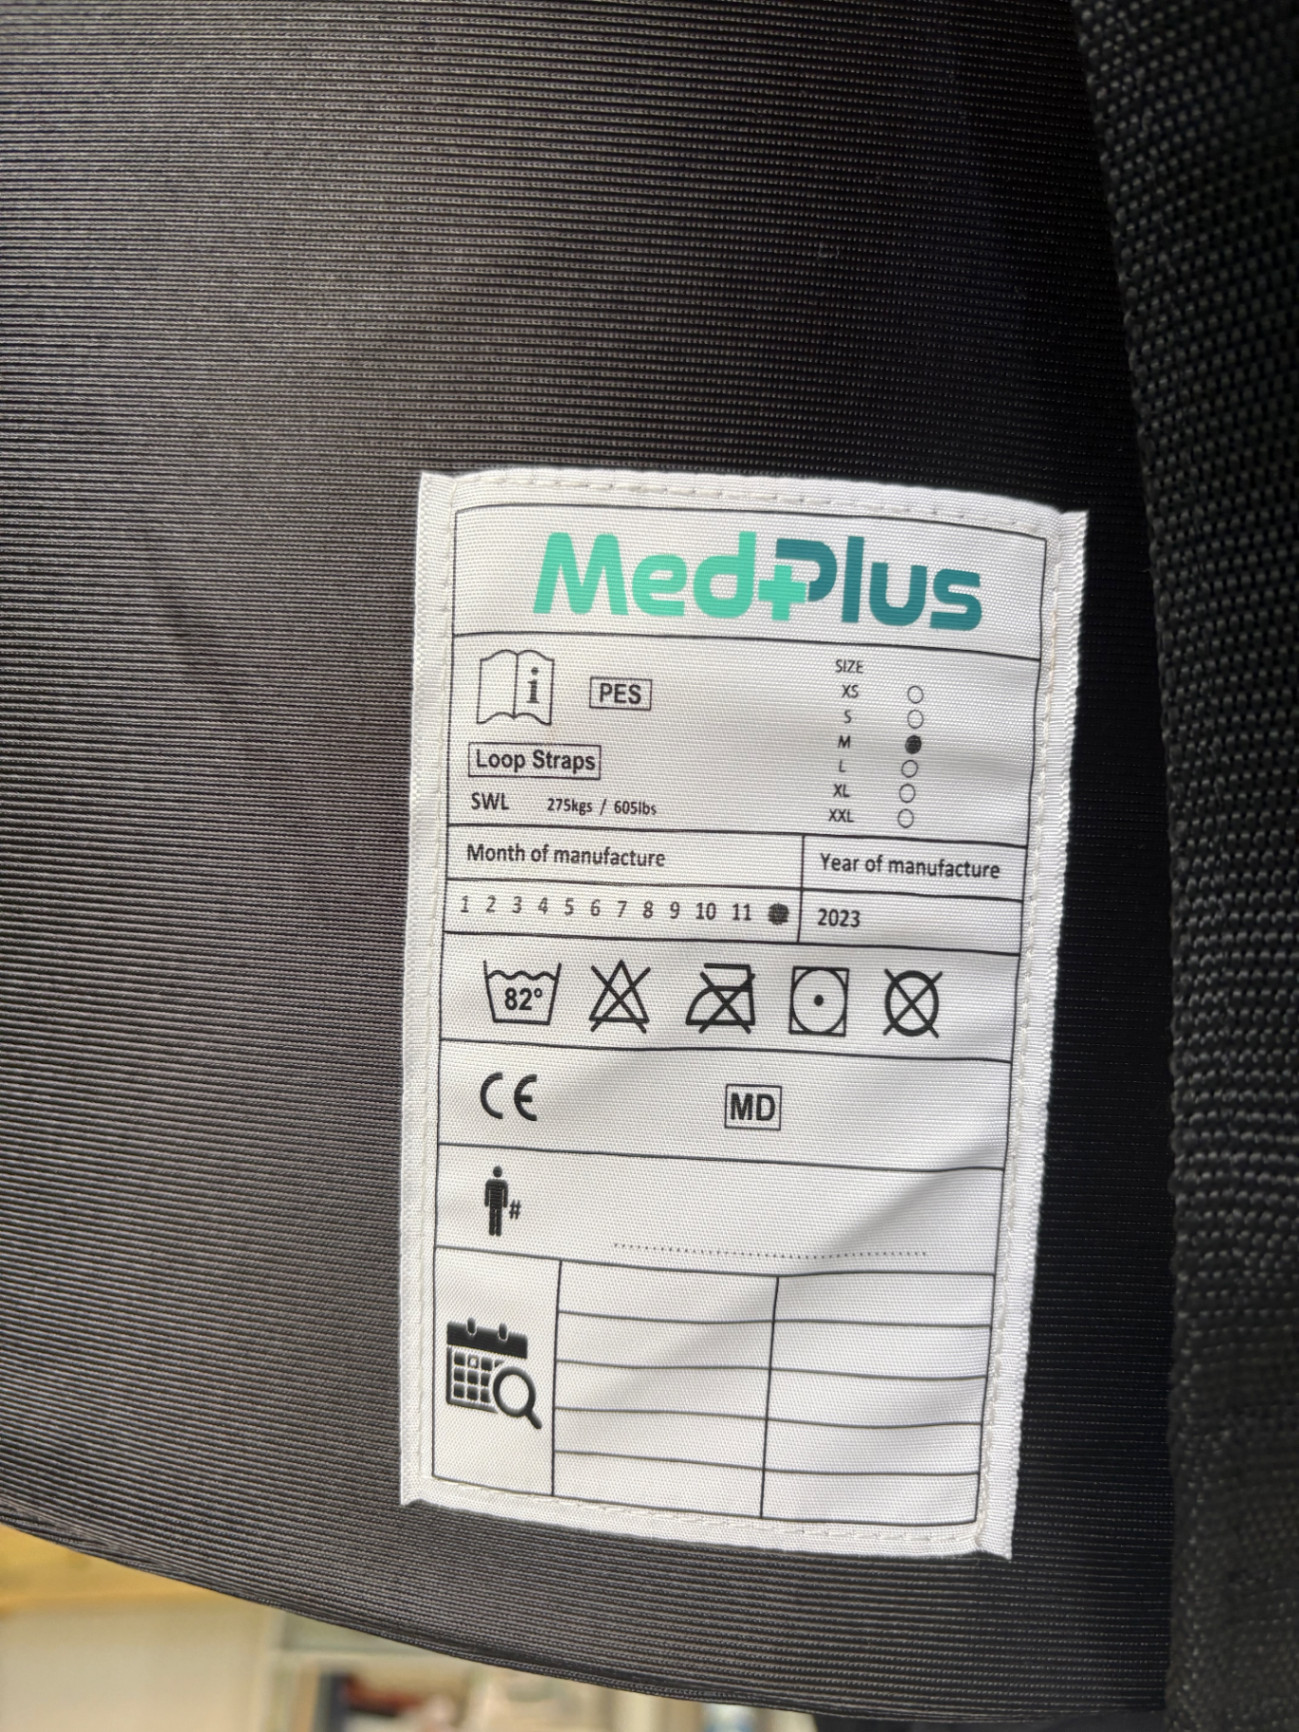 MedPlus
i
PES
SIZE
XS
S
M
L
XL
XXL
Loop Straps
SWL 275kgs / 605lbs
Month of manufacture
Year of manufacture
1 2 3 4 5 6 7 8 9 10 11
2023
82°
CE
MD
#